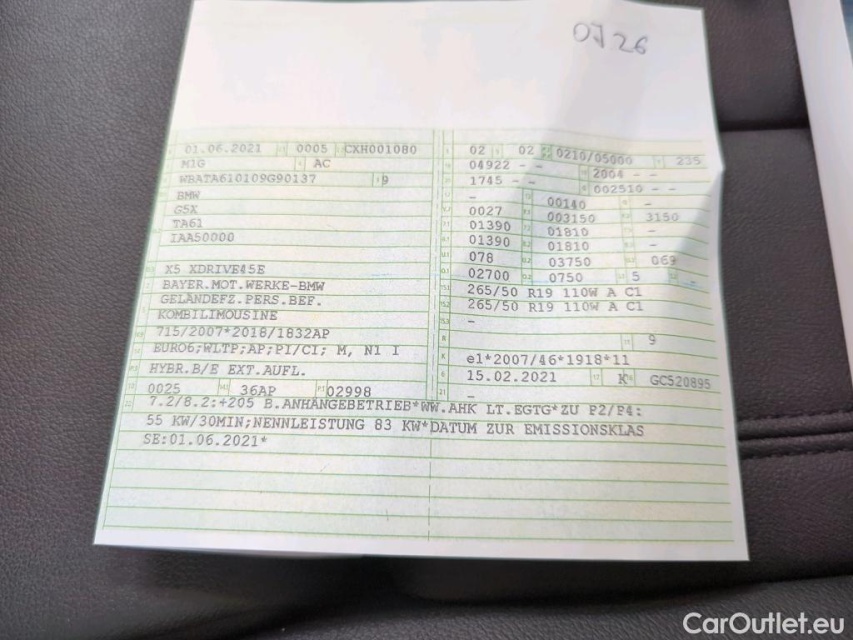 0726
01.06.2021 0005 CXH001080
M1G AC
WBATA610109G90137 9
BMW
G5X
TA61
IAA50000
X5 XDRIVE45E
BAYER.MOT.WERKE-BMW
GELÄNDEFZ.PERS.BEF.
KOMBILIMOUSINE
715/2007*2018/1832AP
EURO6;WLTP;AP;PI/CI; M, N1 I
HYBR.B/E EXT.AUFL.
0025 36AP 02998
02 02 0210/05000 235
04922 - - 2004 - -
1745 - - 002510 - -
- 00140 -
0027 003150 3150
01390 01810 -
01390 01810 -
078 03750 069
02700 0750 5 -
265/50 R19 110W A C1
265/50 R19 110W A C1
-
- 9
e1*2007/46*1918*11
15.02.2021 K GC520895
-
7.2/8.2:+205 B.ANHÄNGEBETRIEB*WW.AHK LT.EGTG*ZU P2/P4:
55 KW/30MIN;NENNLEISTUNG 83 KW*DATUM ZUR EMISSIONSKLAS
SE:01.06.2021*
CarOutlet.eu